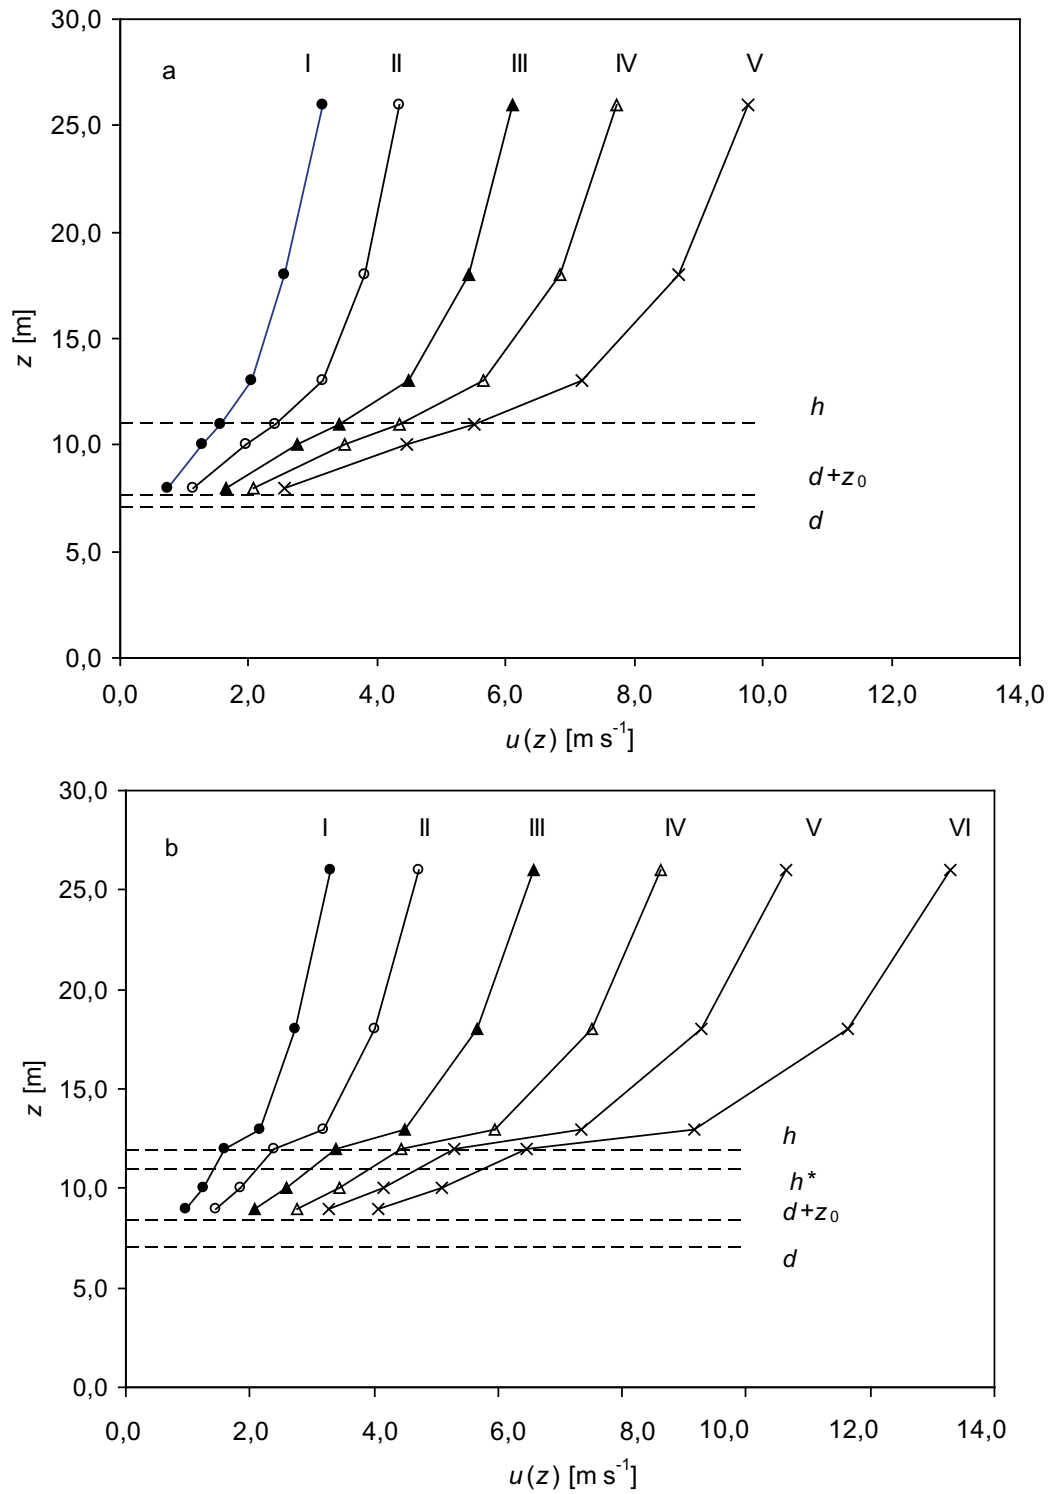 30,0
a I II III IV V
25,0
20,0
15,0
z [m]
h
10,0
d+z₀
d
5,0
0,0
0,0 2,0 4,0 6,0 8,0 10,0 12,0 14,0
u(z) [m s⁻¹]
30,0
b I II III IV V VI
25,0
20,0
15,0
z [m]
h
h*
10,0
d+z₀
d
5,0
0,0
0,0 2,0 4,0 6,0 8,0 10,0 12,0 14,0
u(z) [m s⁻¹]